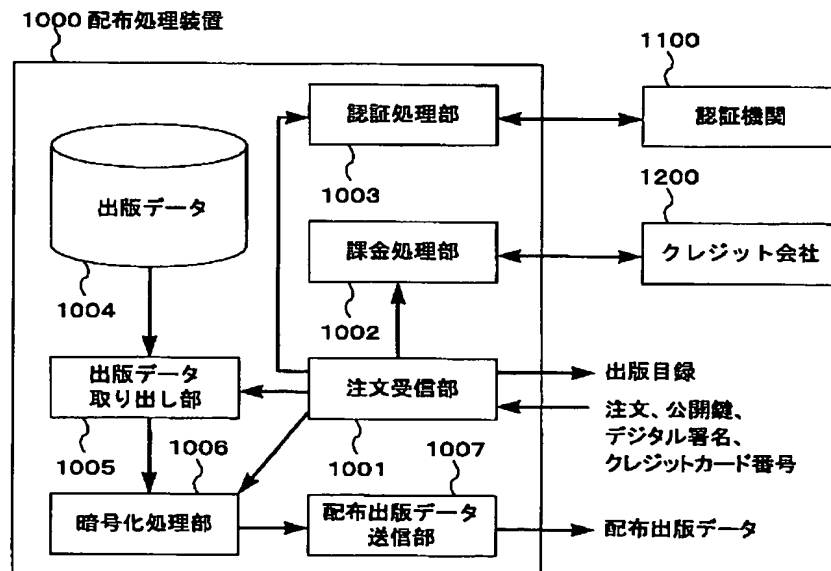 1000 配布処理装置
1100
認証処理部
認証機関
1003
出版データ
1200
課金処理部
クレジット会社
1004
1002
出版データ
取り出し部
注文受信部
出版目録
注文、公開鍵、
デジタル署名、
クレジットカード番号
1005
1006
1001
1007
暗号化処理部
配布出版データ
送信部
配布出版データ